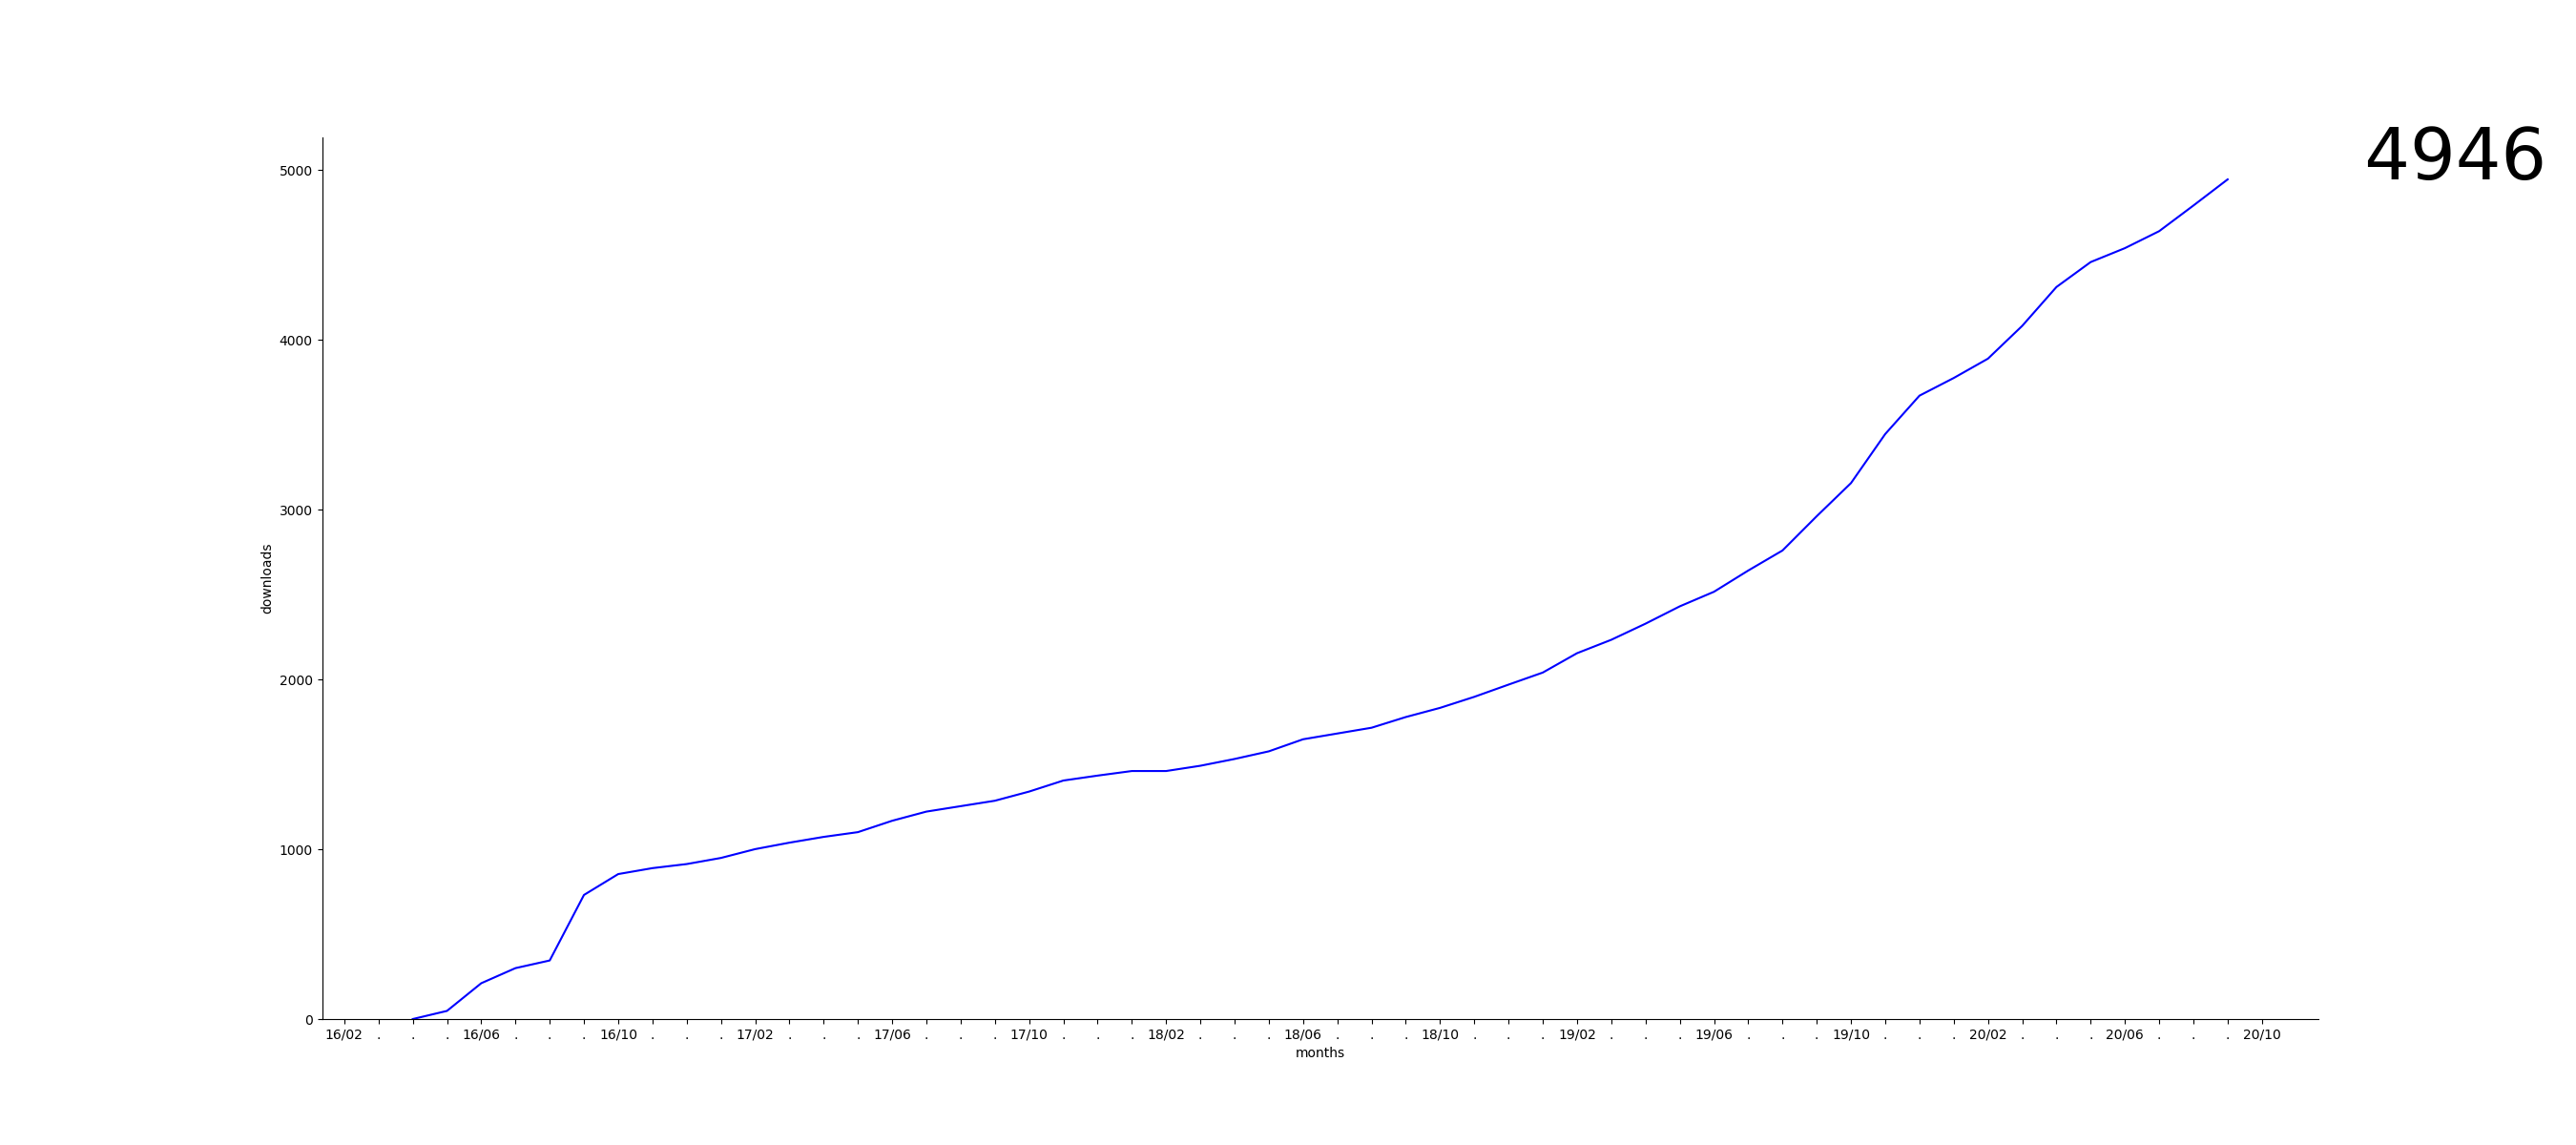 4946
5000
4000
3000
2000
1000
0
downloads
16/02 . . . 16/06 . . . 16/10 . . . 17/02 . . . 17/06 . . . 17/10 . . . 18/02 . . . 18/06 . . . 18/10 . . . 19/02 . . . 19/06 . . . 19/10 . . . 20/02 . . . 20/06 . . . 20/10
months